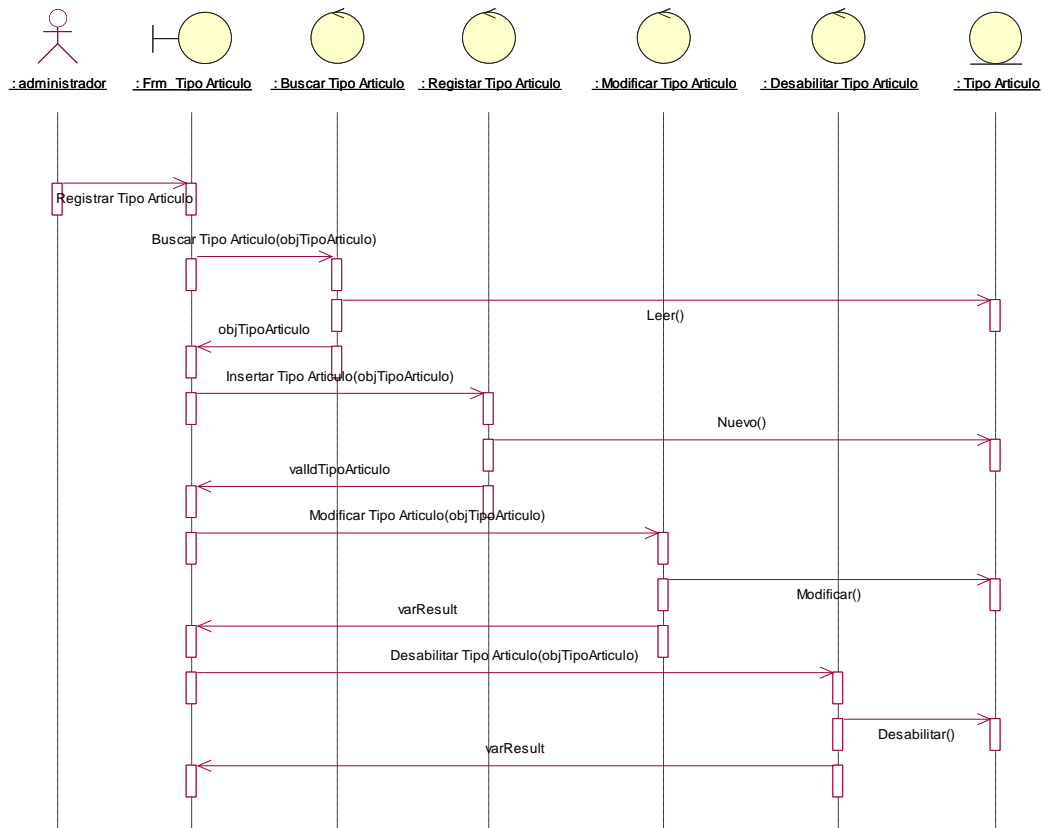 : administrador
: Frm_Tipo Articulo
: Buscar Tipo Articulo
: Registar Tipo Articulo
: Modificar Tipo Articulo
: Desabilitar Tipo Articulo
: Tipo Articulo
Registrar Tipo Articulo
Buscar Tipo Articulo(objTipoArticulo)
Leer()
objTipoArticulo
Insertar Tipo Articulo(objTipoArticulo)
Nuevo()
valIdTipoArticulo
Modificar Tipo Articulo(objTipoArticulo)
Modificar()
varResult
Desabilitar Tipo Articulo(objTipoArticulo)
Desabilitar()
varResult